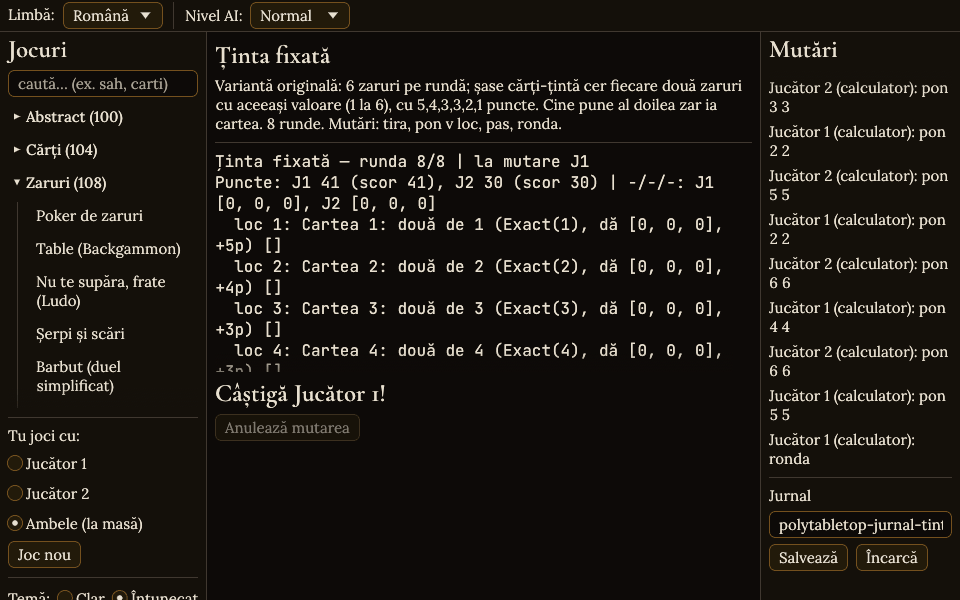 Limbă: Română ▼ Nivel AI: Normal ▼
Jocuri
caută... (ex. sah, carti)
▸ Abstract (100)
▸ Cărți (104)
▾ Zaruri (108)
Poker de zaruri
Table (Backgammon)
Nu te supăra, frate
(Ludo)
Șerpi și scări
Barbut (duel
simplificat)
Tu joci cu:
Jucător 1
Jucător 2
Ambele (la masă)
Joc nou
Temă: Clar Întunecat
Ținta fixată
Variantă originală: 6 zaruri pe rundă; șase cărți-țintă cer fiecare două zaruri
cu aceeași valoare (1 la 6), cu 5,4,3,3,2,1 puncte. Cine pune al doilea zar ia
cartea. 8 runde. Mutări: tira, pon v loc, pas, ronda.
Ținta fixată — runda 8/8 | la mutare J1
Puncte: J1 41 (scor 41), J2 30 (scor 30) | -/-/-: J1
[0, 0, 0], J2 [0, 0, 0]
loc 1: Cartea 1: două de 1 (Exact(1), dă [0, 0, 0],
+5p) []
loc 2: Cartea 2: două de 2 (Exact(2), dă [0, 0, 0],
+4p) []
loc 3: Cartea 3: două de 3 (Exact(3), dă [0, 0, 0],
+3p) []
loc 4: Cartea 4: două de 4 (Exact(4), dă [0, 0, 0],
+3p) []
Câștigă Jucător 1!
Anulează mutarea
Mutări
Jucător 2 (calculator): pon
3 3
Jucător 1 (calculator): pon
2 2
Jucător 2 (calculator): pon
5 5
Jucător 1 (calculator): pon
2 2
Jucător 2 (calculator): pon
6 6
Jucător 1 (calculator): pon
4 4
Jucător 2 (calculator): pon
6 6
Jucător 1 (calculator): pon
5 5
Jucător 1 (calculator):
ronda
Jurnal
polytabletop-jurnal-tint
Salvează Încarcă